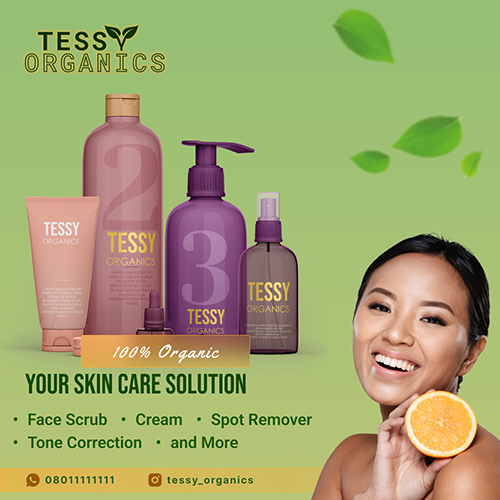 TESSY
ORGANICS
2
TESSY
ORGANICS
TESSY
ORGANICS
3
TESSY
ORGANICS
TESSY
ORGANICS
100% Organic
YOUR SKIN CARE SOLUTION
• Face Scrub • Cream • Spot Remover
• Tone Correction • and More
08011111111 tessy_organics